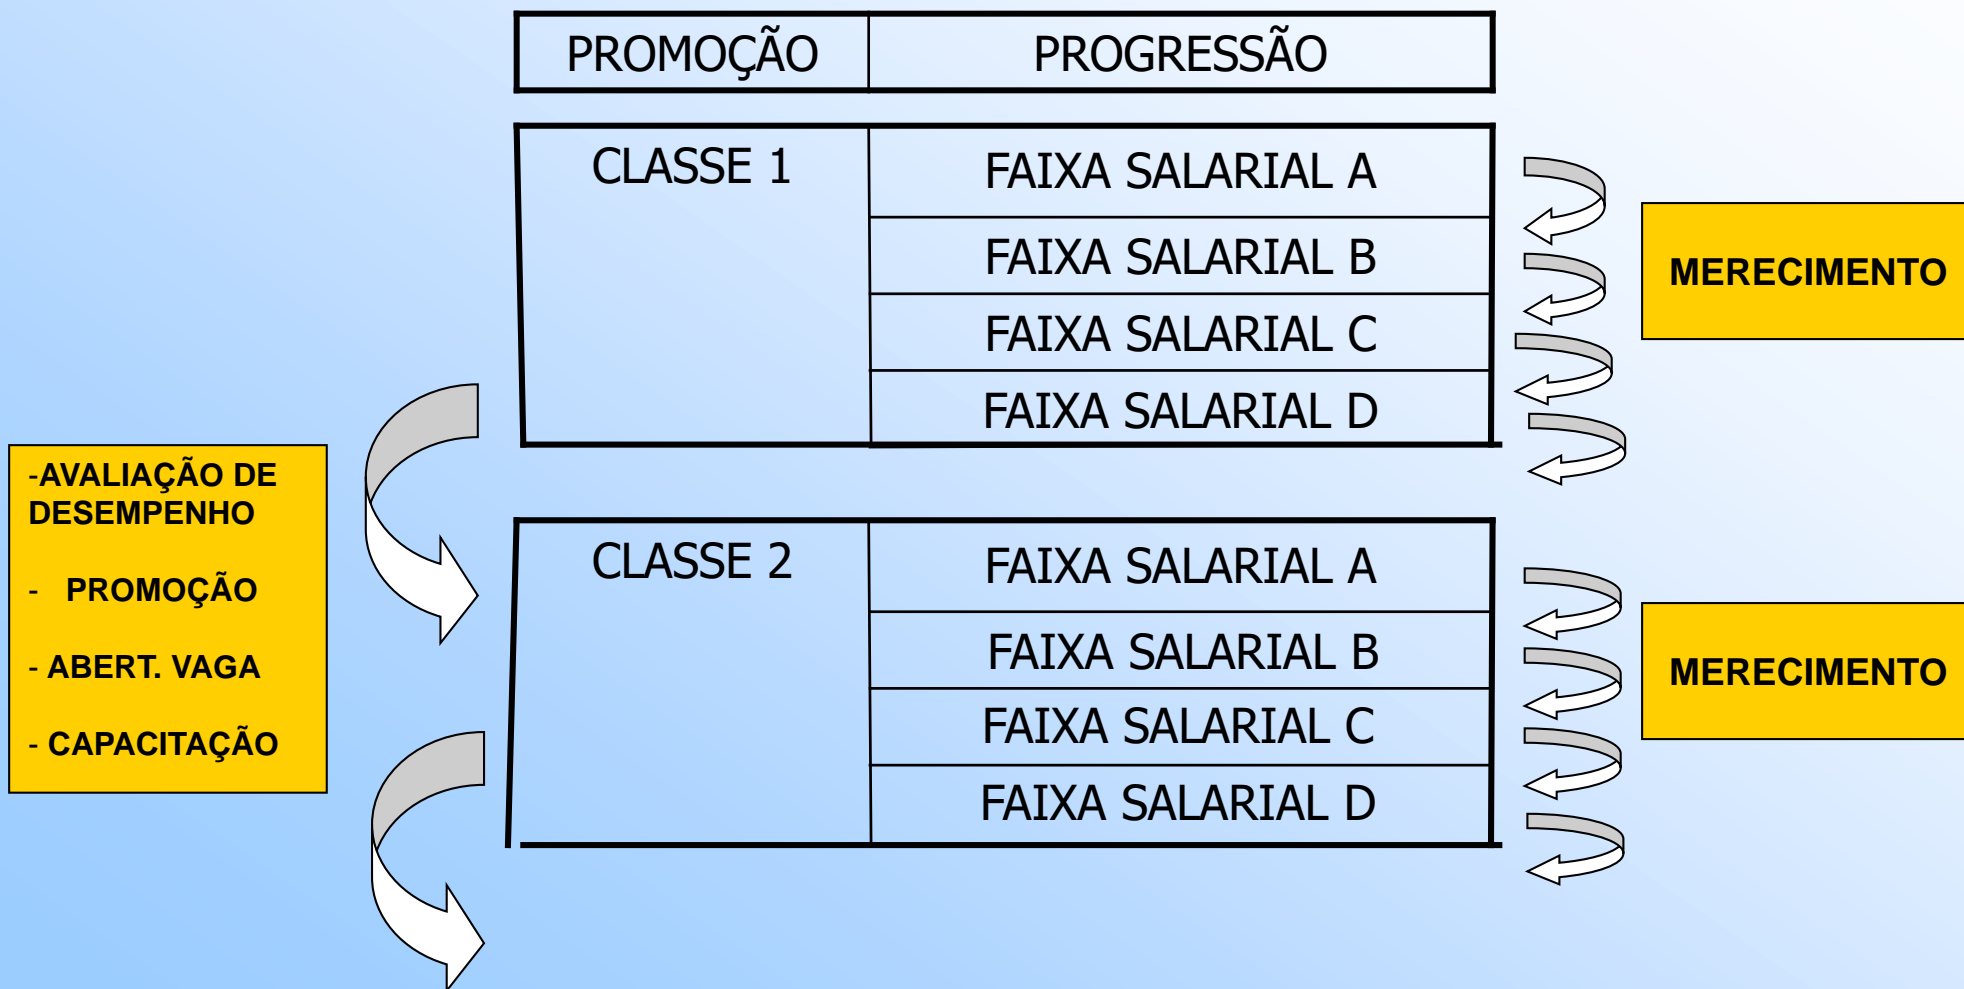 PROMOÇÃO PROGRESSÃO
CLASSE 1
FAIXA SALARIAL A
FAIXA SALARIAL B
FAIXA SALARIAL C
FAIXA SALARIAL D
MERECIMENTO
-AVALIAÇÃO DE
DESEMPENHO
- PROMOÇÃO
- ABERT. VAGA
- CAPACITAÇÃO
CLASSE 2
FAIXA SALARIAL A
FAIXA SALARIAL B
FAIXA SALARIAL C
FAIXA SALARIAL D
MERECIMENTO